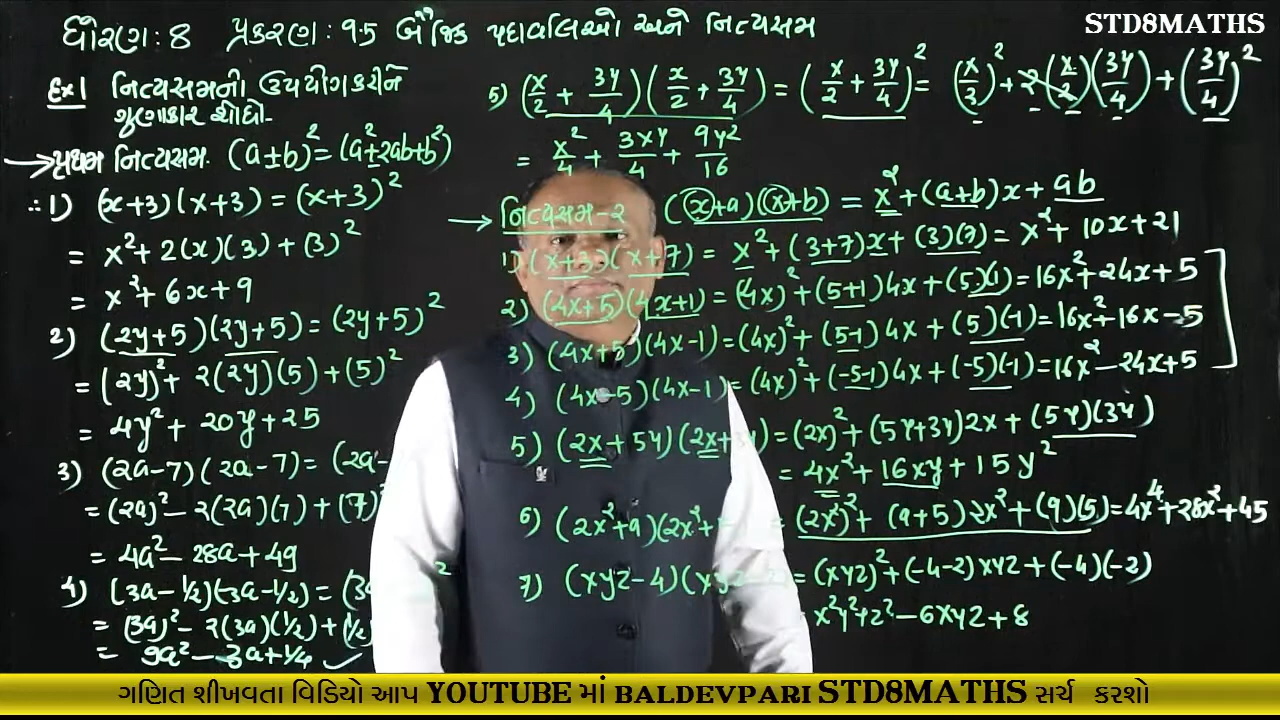 ધોરણ: 8 પ્રકરણ: 9.5 બૈજિક પદાવલિઓ અને નિત્યસમ
STD8MATHS
Ex 1 નિત્યસમની ઉપયોગ કરીને
ગુણાકાર શોધો-
→ પ્રથમ નિત્યસમ. (a±b)² = (a²±2ab+b²)
∴ 1) (x+3)(x+3) = (x+3)²
= x² + 2(x)(3) + (3)²
= x² + 6x + 9
2) (2y+5)(2y+5) = (2y+5)²
= (2y)² + 2(2y)(5) + (5)²
= 4y² + 20y + 25
3) (2a-7)(2a-7) = (2a-
= (2a)² - 2(2a)(7) + (7)²
= 4a² - 28a + 49
4) (3a-1/2)(3a-1/2) = (3a
= (3a)² - 2(3a)(1/2) + (1/2)
= 9a² - 3a + 1/4
5) (x/2 + 3y/4)(x/2 + 3y/4) = (x/2 + 3y/4)² = (x/2)² + 2(x/2)(3y/4) + (3y/4)²
= x²/4 + 3xy/4 + 9y²/16
→ નિત્યસમ-2 (x+a)(x+b) = x² + (a+b)x + ab
1) (x+3)(x+7) = x² + (3+7)x + (3)(7) = x² + 10x + 21
2) (4x+5)(4x+1) = (4x)² + (5+1)4x + (5)(1) = 16x² + 24x + 5
3) (4x+5)(4x-1) = (4x)² + (5-1)4x + (5)(-1) = 16x² + 16x - 5
4) (4x-5)(4x-1) = (4x)² + (-5-1)4x + (-5)(-1) = 16x² - 24x + 5
5) (2x+5y)(2x+3y) = (2x)² + (5y+3y)2x + (5y)(3y)
= 4x² + 16xy + 15y²
6) (2x²+9)(2x²+ = (2x²)² + (9+5)2x² + (9)(5) = 4x⁴ + 28x² + 45
7) (xyz-4)(xyz-2) = (xyz)² + (-4-2)xyz + (-4)(-2)
x²y²+z² - 6xyz + 8
ગણિત શીખવતા વિડિયો આપ YOUTUBE માં BALDEVPARI STD8MATHS સર્ચ કરશો